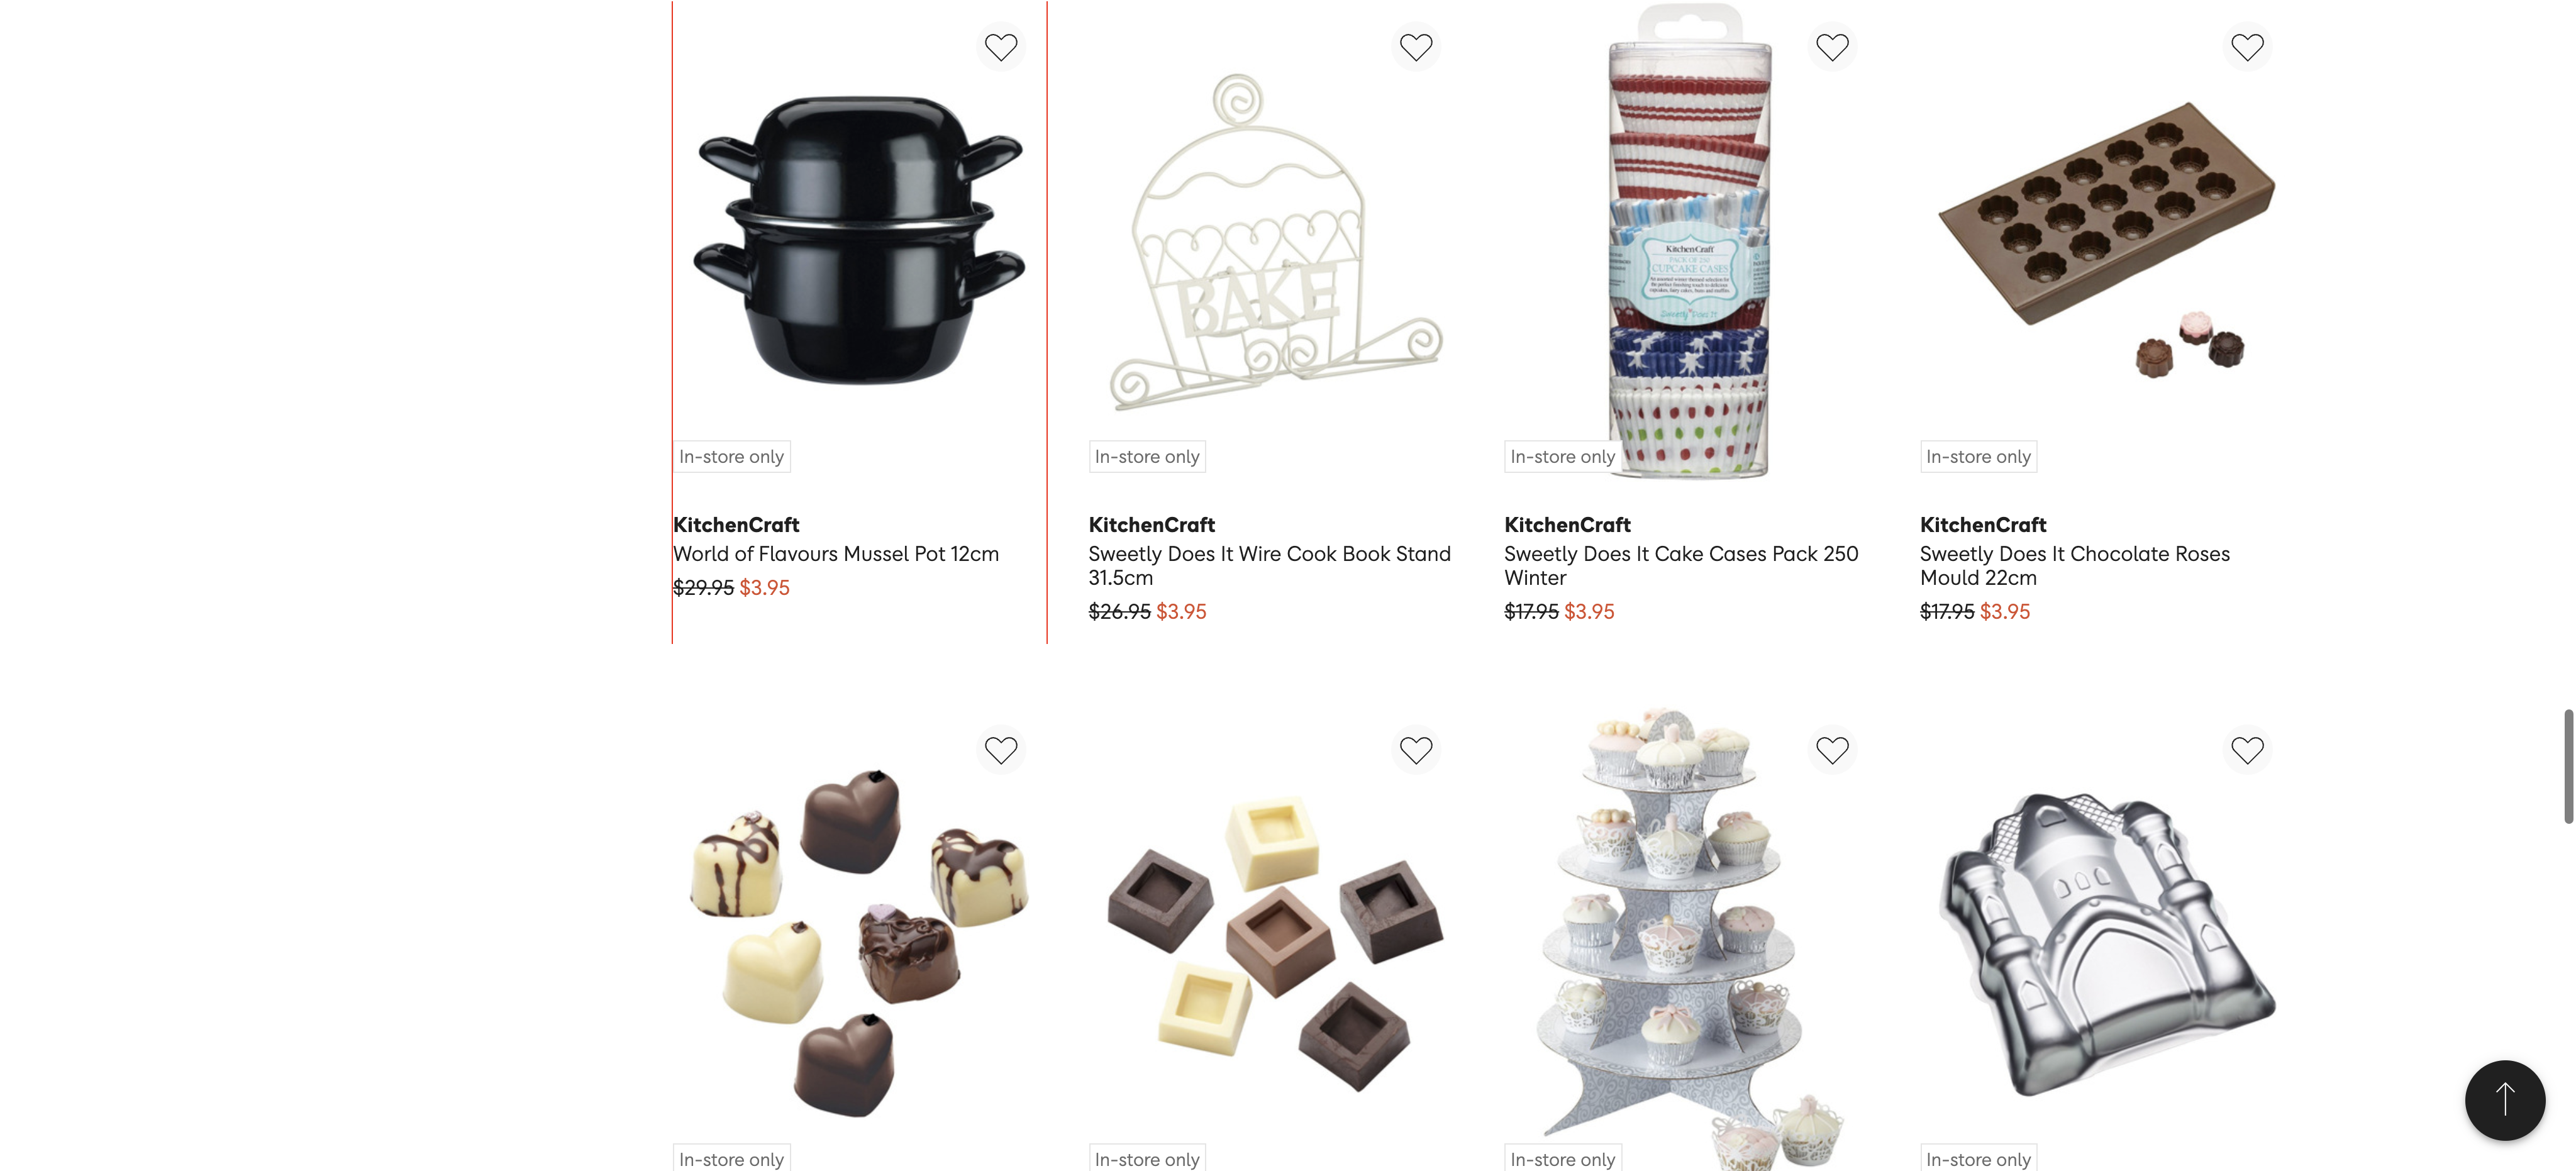 BAKE
KitchenCraft
PACK OF 250
CUPCAKE CASES
Sweetly Does It
In-store only
In-store only
In-store only
In-store only
KitchenCraft
World of Flavours Mussel Pot 12cm
$29.95 $3.95
KitchenCraft
Sweetly Does It Wire Cook Book Stand
31.5cm
$26.95 $3.95
KitchenCraft
Sweetly Does It Cake Cases Pack 250
Winter
$17.95 $3.95
KitchenCraft
Sweetly Does It Chocolate Roses
Mould 22cm
$17.95 $3.95
In-store only
In-store only
In-store only
In-store only